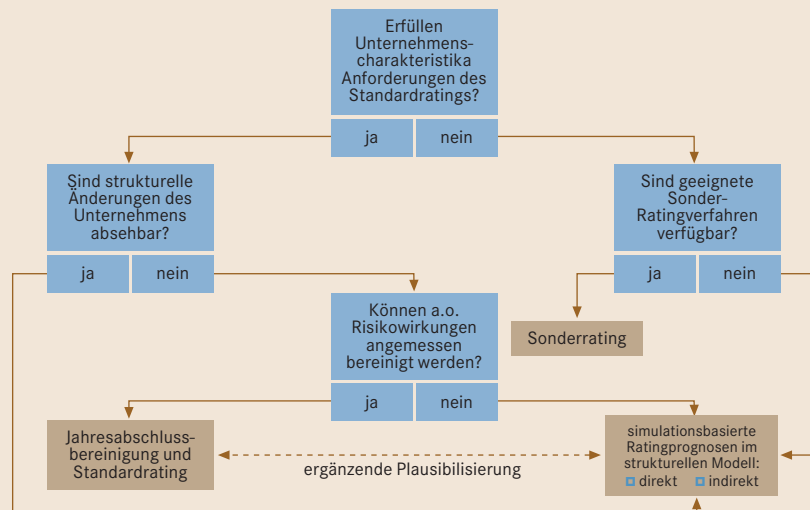 Erfüllen
Unternehmens-
charakteristika
Anforderungen des
Standardratings?
ja
nein
Sind strukturelle
Änderungen des
Unternehmens
absehbar?
ja
nein
Sind geeignete
Sonder-
Ratingverfahren
verfügbar?
ja
nein
Können a.o.
Risikowirkungen
angemessen
bereinigt werden?
ja
nein
Sonderrating
Jahresabschluss-
bereinigung und
Standardrating
ergänzende Plausibilisierung
simulationsbasierte
Ratingprognosen im
strukturellen Modell:
direkt indirekt